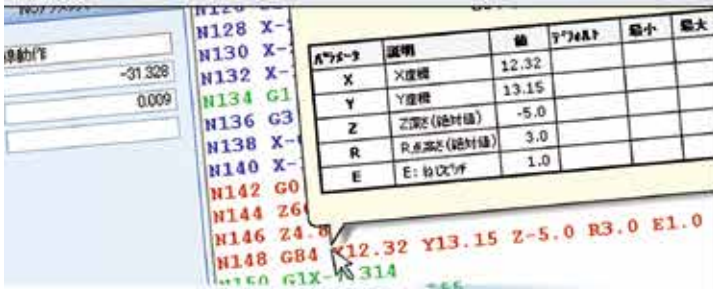 -31.328
0.009
N128 X-
N130 X-
N132 X-
N134 G1
N136 G3
N138 X-
N140 X-
N142 G0
N144 Z6
N146 Z4.8
N148 G84 X12.32 Y13.15 Z-5.0 R3.0 E1.0
N150 G1X- 314
パラメータ 説明 値 デフォルト 最小 最大
X X座標 12.32
Y Y座標 13.15
Z Z深さ(絶対値) -5.0
R R点高さ(絶対値) 3.0
E E: ねじピッチ 1.0